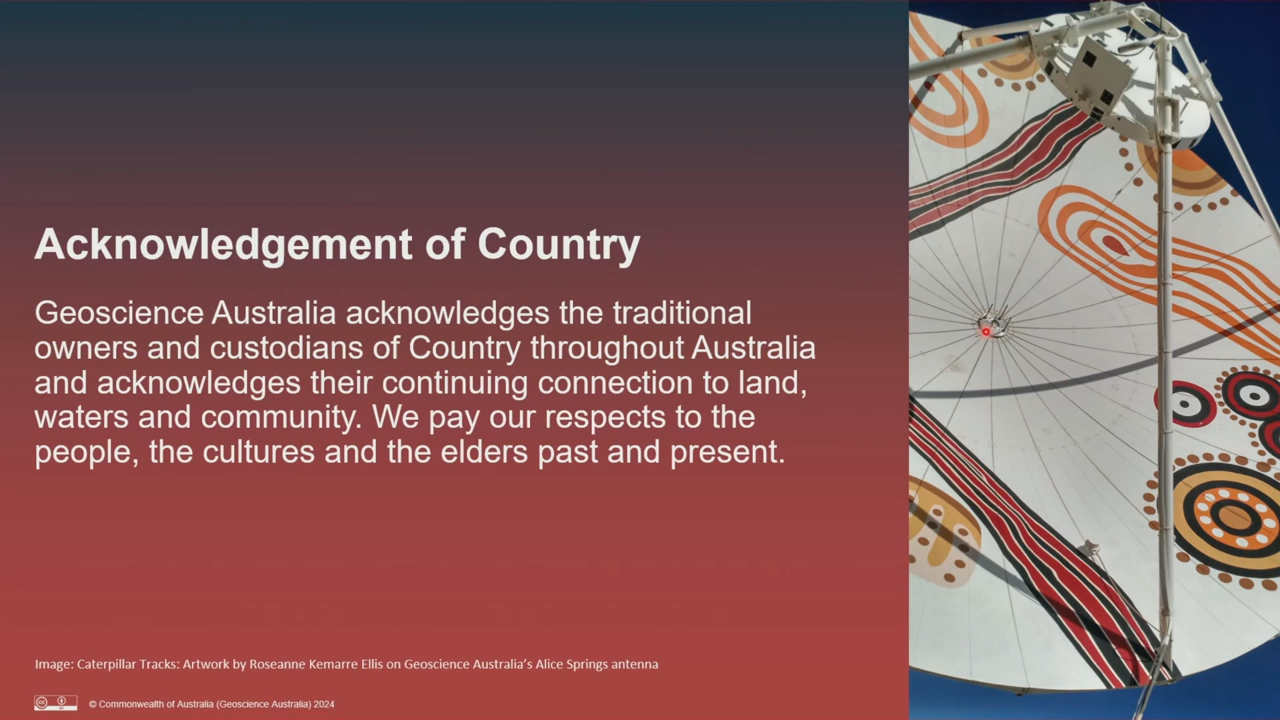 Acknowledgement of Country
Geoscience Australia acknowledges the traditional
owners and custodians of Country throughout Australia
and acknowledges their continuing connection to land,
waters and community. We pay our respects to the
people, the cultures and the elders past and present.
Image: Caterpillar Tracks: Artwork by Roseanne Kemarre Ellis on Geoscience Australia's Alice Springs antenna
© Commonwealth of Australia (Geoscience Australia) 2024